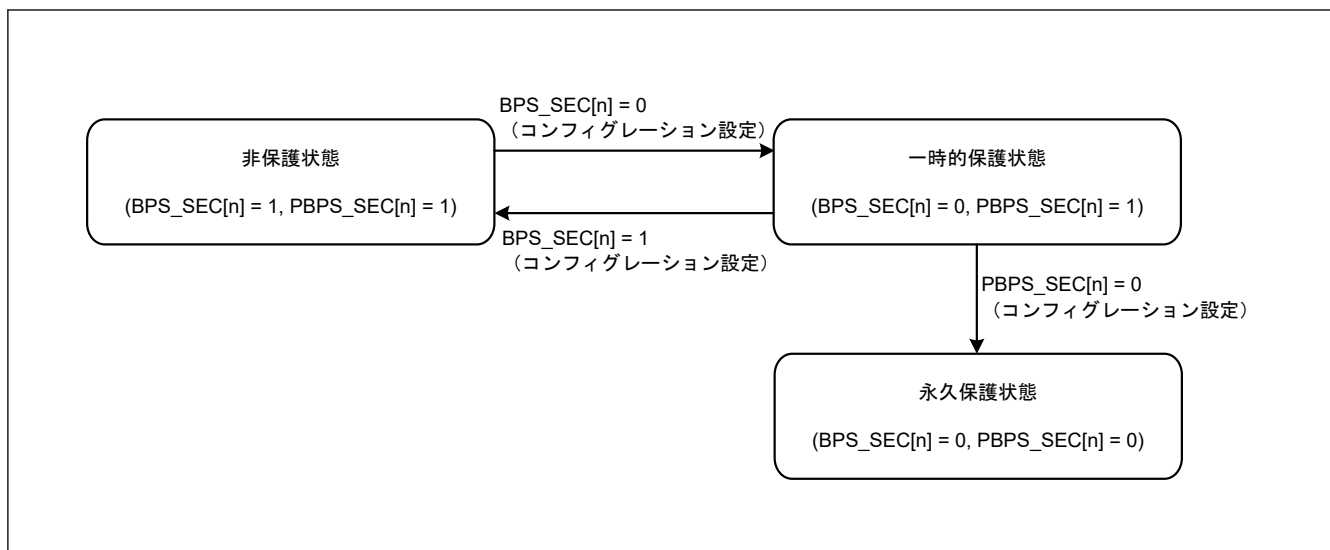 BPS_SEC[n] = 0
（コンフィグレーション設定）
非保護状態
(BPS_SEC[n] = 1, PBPS_SEC[n] = 1)
一時的保護状態
(BPS_SEC[n] = 0, PBPS_SEC[n] = 1)
BPS_SEC[n] = 1
（コンフィグレーション設定）
PBPS_SEC[n] = 0
（コンフィグレーション設定）
永久保護状態
(BPS_SEC[n] = 0, PBPS_SEC[n] = 0)